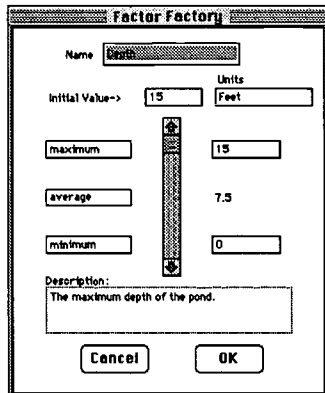 Factor Factory
Name Depth
Units
Initial Value-> 15 Feet
maximum 15
average 7.5
minimum 0
Description:
The maximum depth of the pond.
Cancel OK